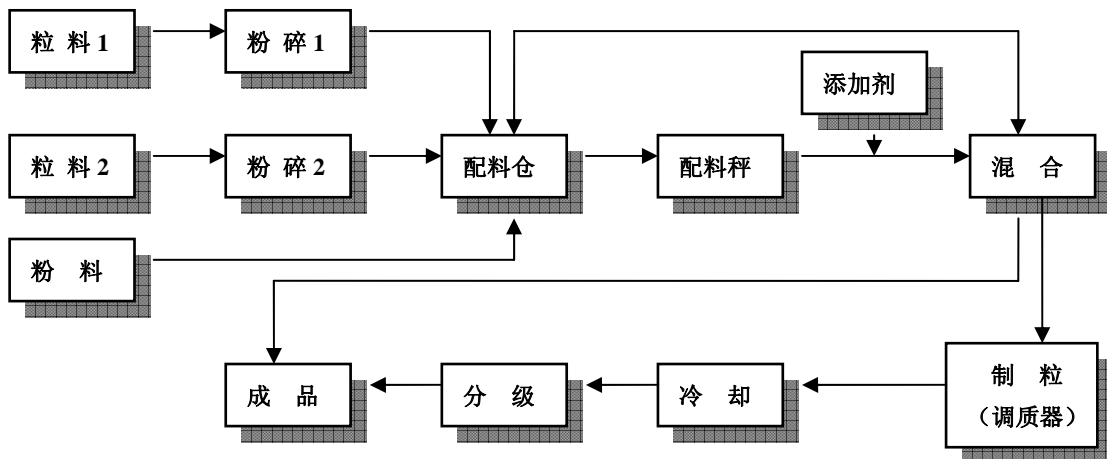 粒 料 1
粉 碎 1
添加剂
粒 料 2
粉 碎 2
配料仓
配料秤
混 合
粉 料
成 品
分 级
冷 却
制 粒
（调质器）